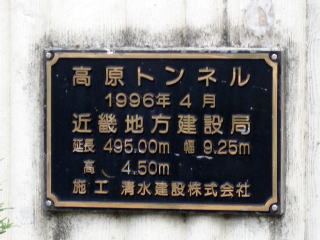 高原トンネル
1996年4月
近畿地方建設局
延長 495.00m 幅 9.25m
高 4.50m
施工 清水建設株式会社